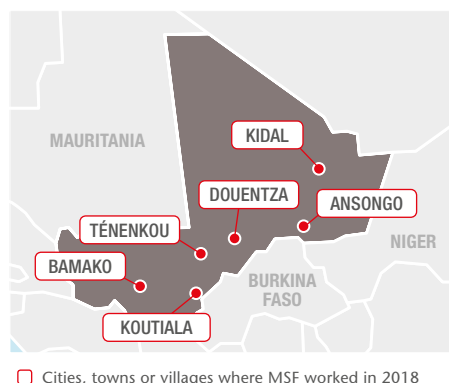 KIDAL
MAURITANIA
DOUENTZA
ANSONGO
TÉNENKOU
NIGER
BAMAKO
BURKINA
FASO
KOUTIALA
Cities, towns or villages where MSF worked in 2018